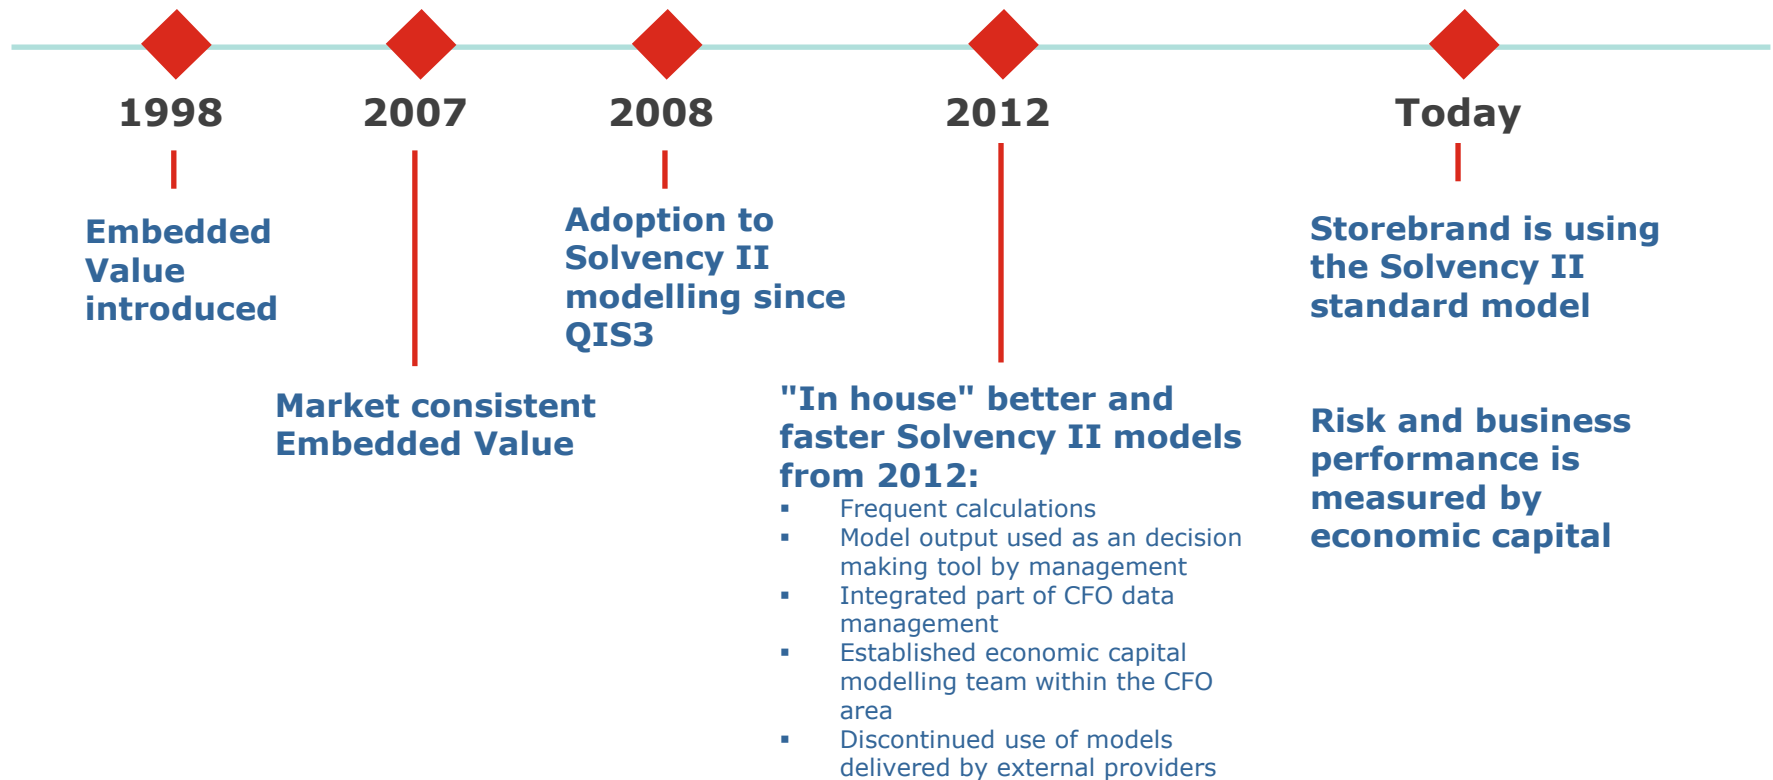 1998
2007
2008
2012
Today
Embedded
Value
introduced
Market consistent
Embedded Value
Adoption to
Solvency II
modelling since
QIS3
"In house" better and
faster Solvency II models
from 2012:
▪ Frequent calculations
▪ Model output used as an decision
making tool by management
▪ Integrated part of CFO data
management
▪ Established economic capital
modelling team within the CFO
area
▪ Discontinued use of models
delivered by external providers
Storebrand is using
the Solvency II
standard model
Risk and business
performance is
measured by
economic capital